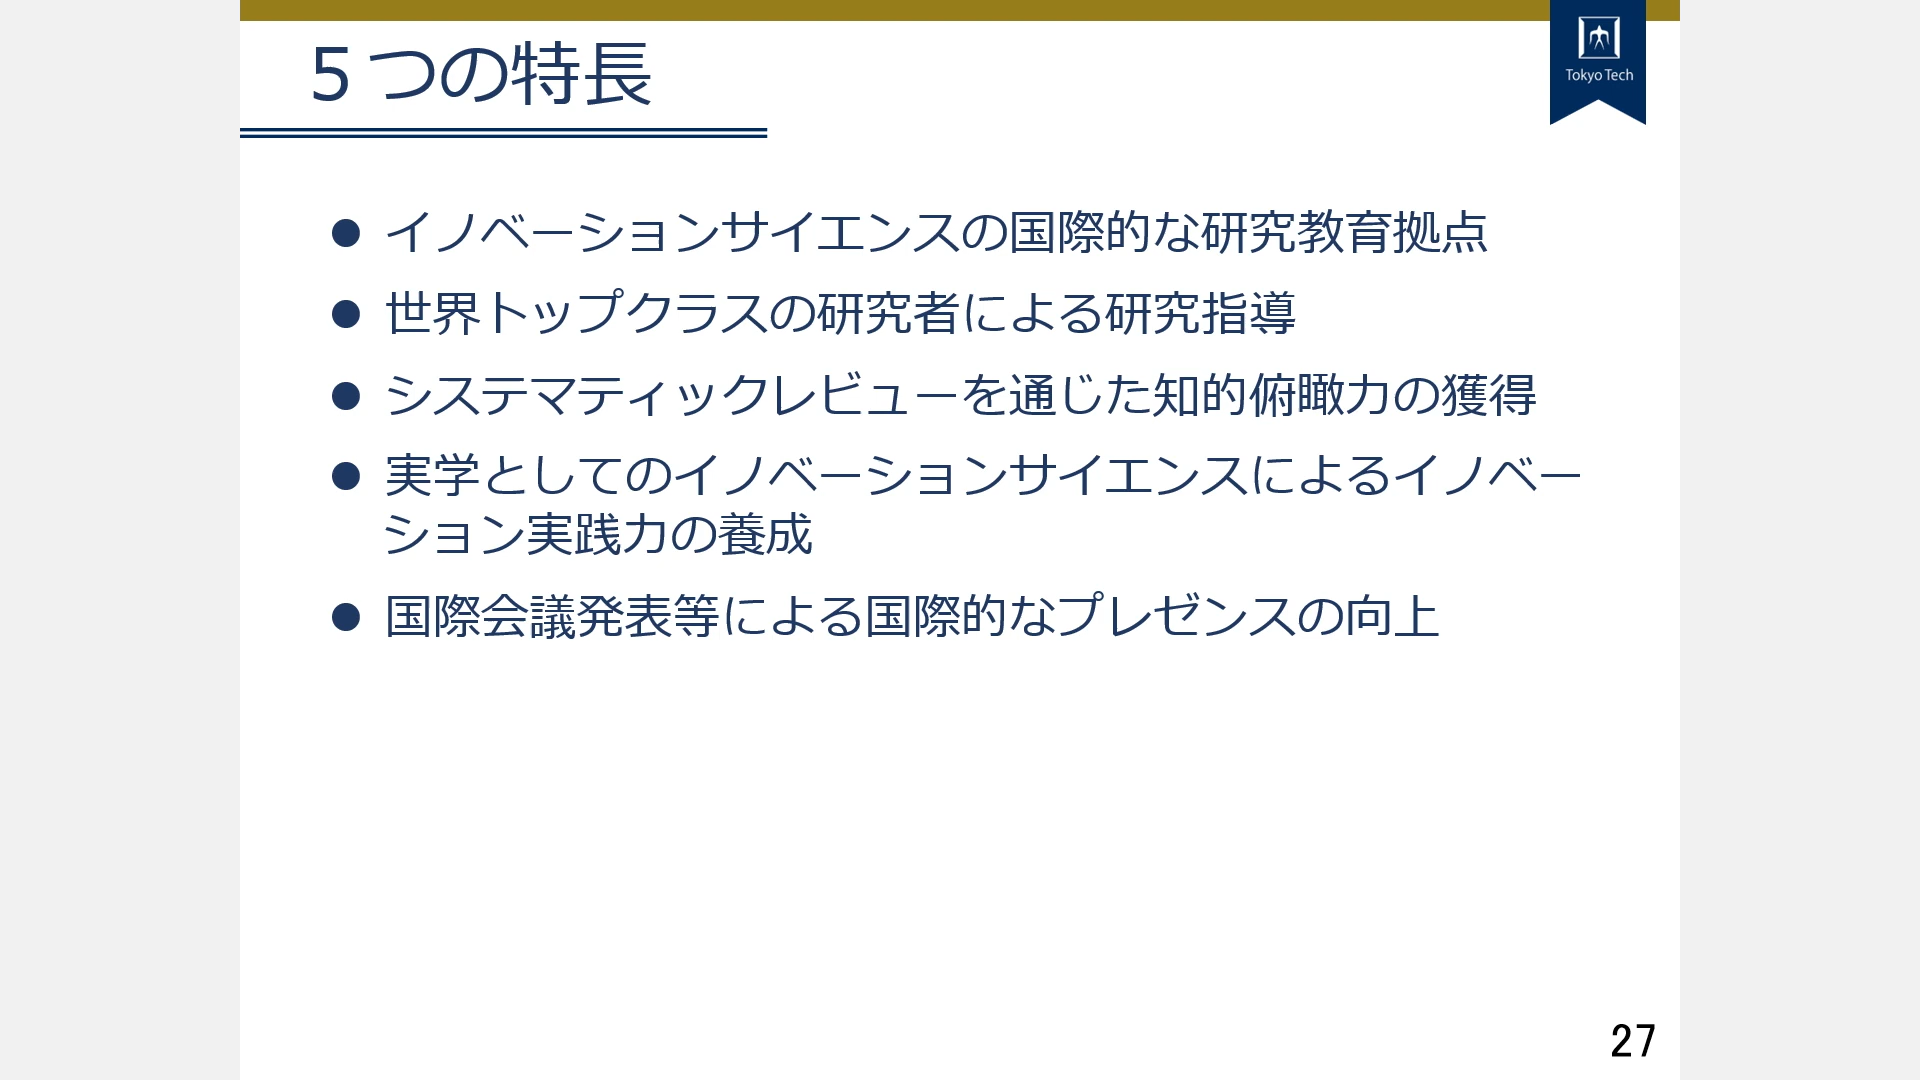 ５つの特長
Tokyo Tech
● イノベーションサイエンスの国際的な研究教育拠点
● 世界トップクラスの研究者による研究指導
● システマティックレビューを通じた知的俯瞰力の獲得
● 実学としてのイノベーションサイエンスによるイノベー
ション実践力の養成
● 国際会議発表等による国際的なプレゼンスの向上
27